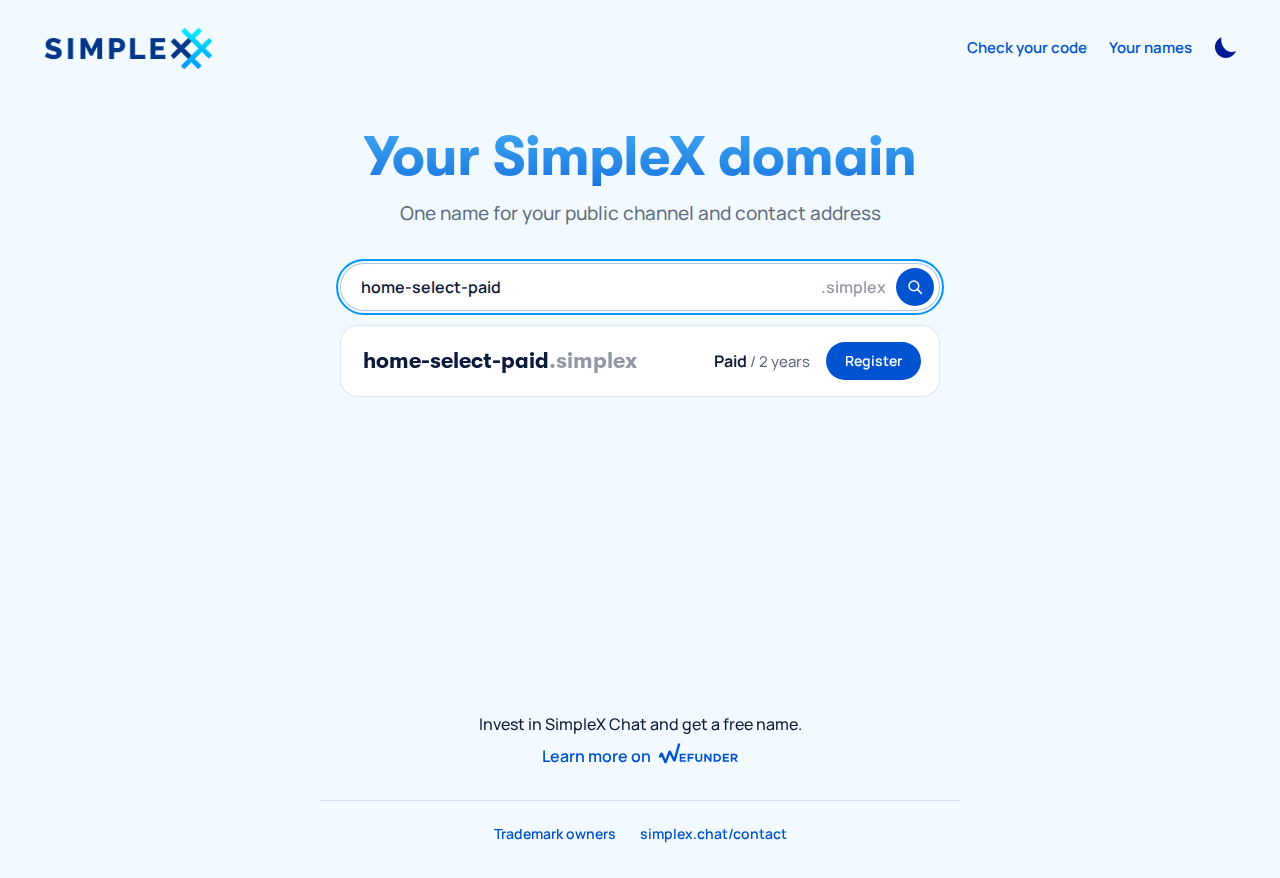 SIMPLEX
Check your code
Your names
Your SimpleX domain
One name for your public channel and contact address
home-select-paid
.simplex
home-select-paid.simplex
Paid / 2 years
Register
Invest in SimpleX Chat and get a free name.
Learn more on WEFUNDER
Trademark owners
simplex.chat/contact